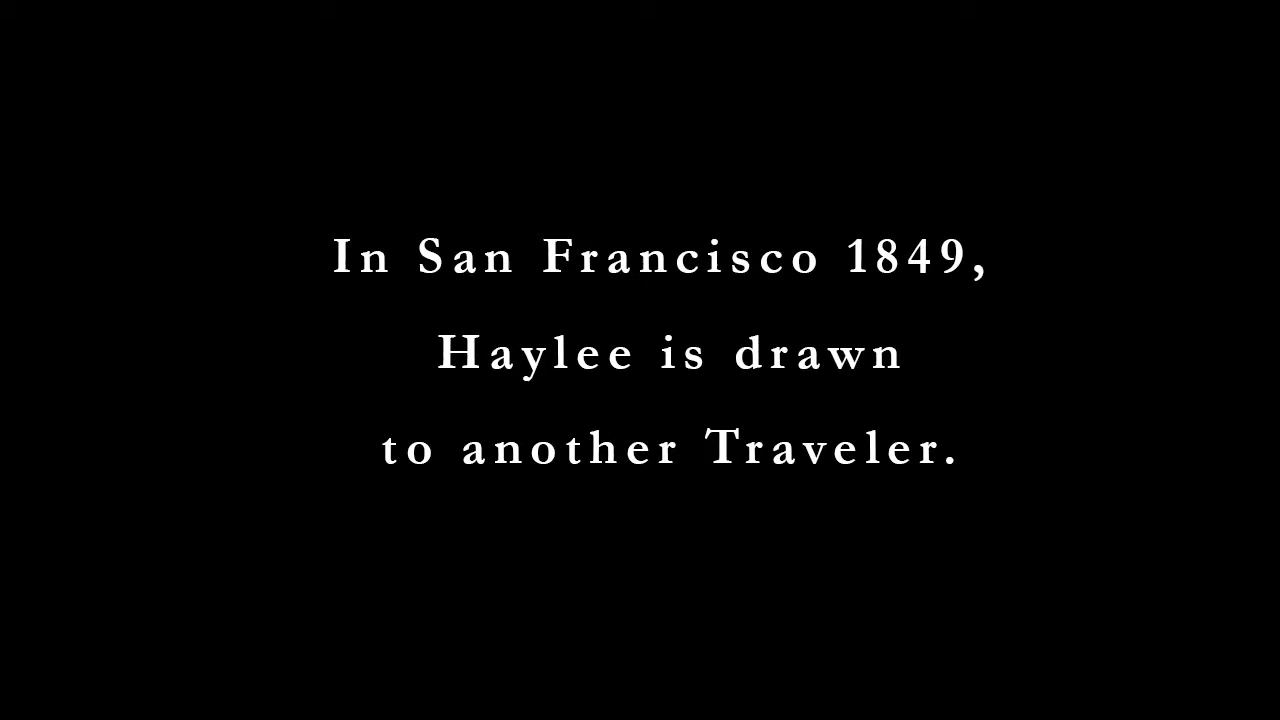 In San Francisco 1849,
Haylee is drawn
to another Traveler.